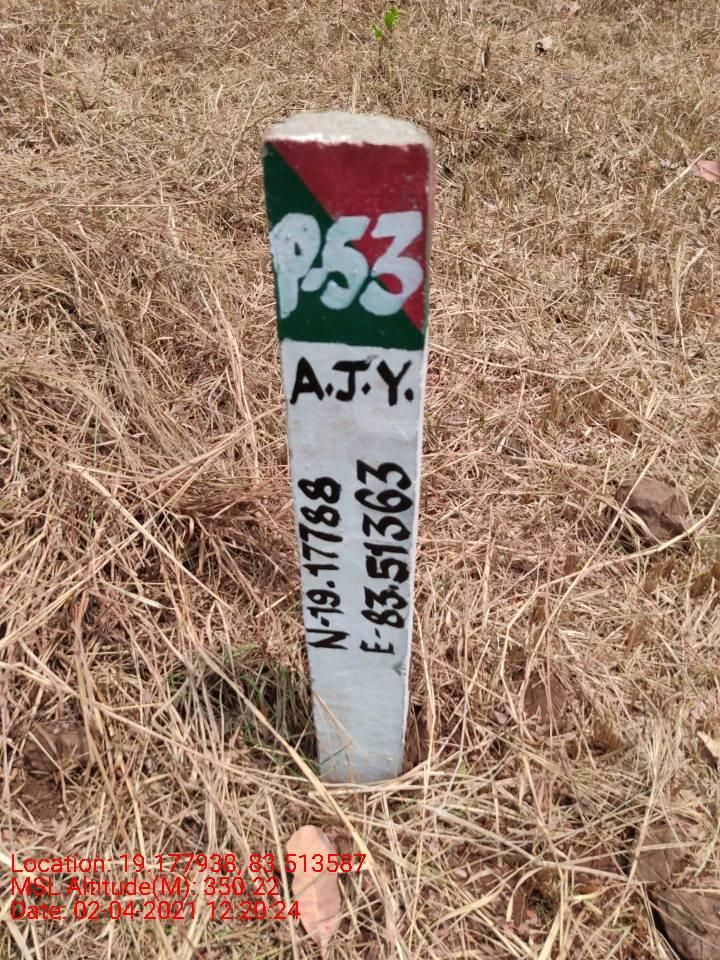 P-53
A.J.Y.
N-19.17788
E-83.51363
Location: 19.177938, 83.513587
MSL Altitude(M): 350.22
Date: 02-04-2021 12:20:24